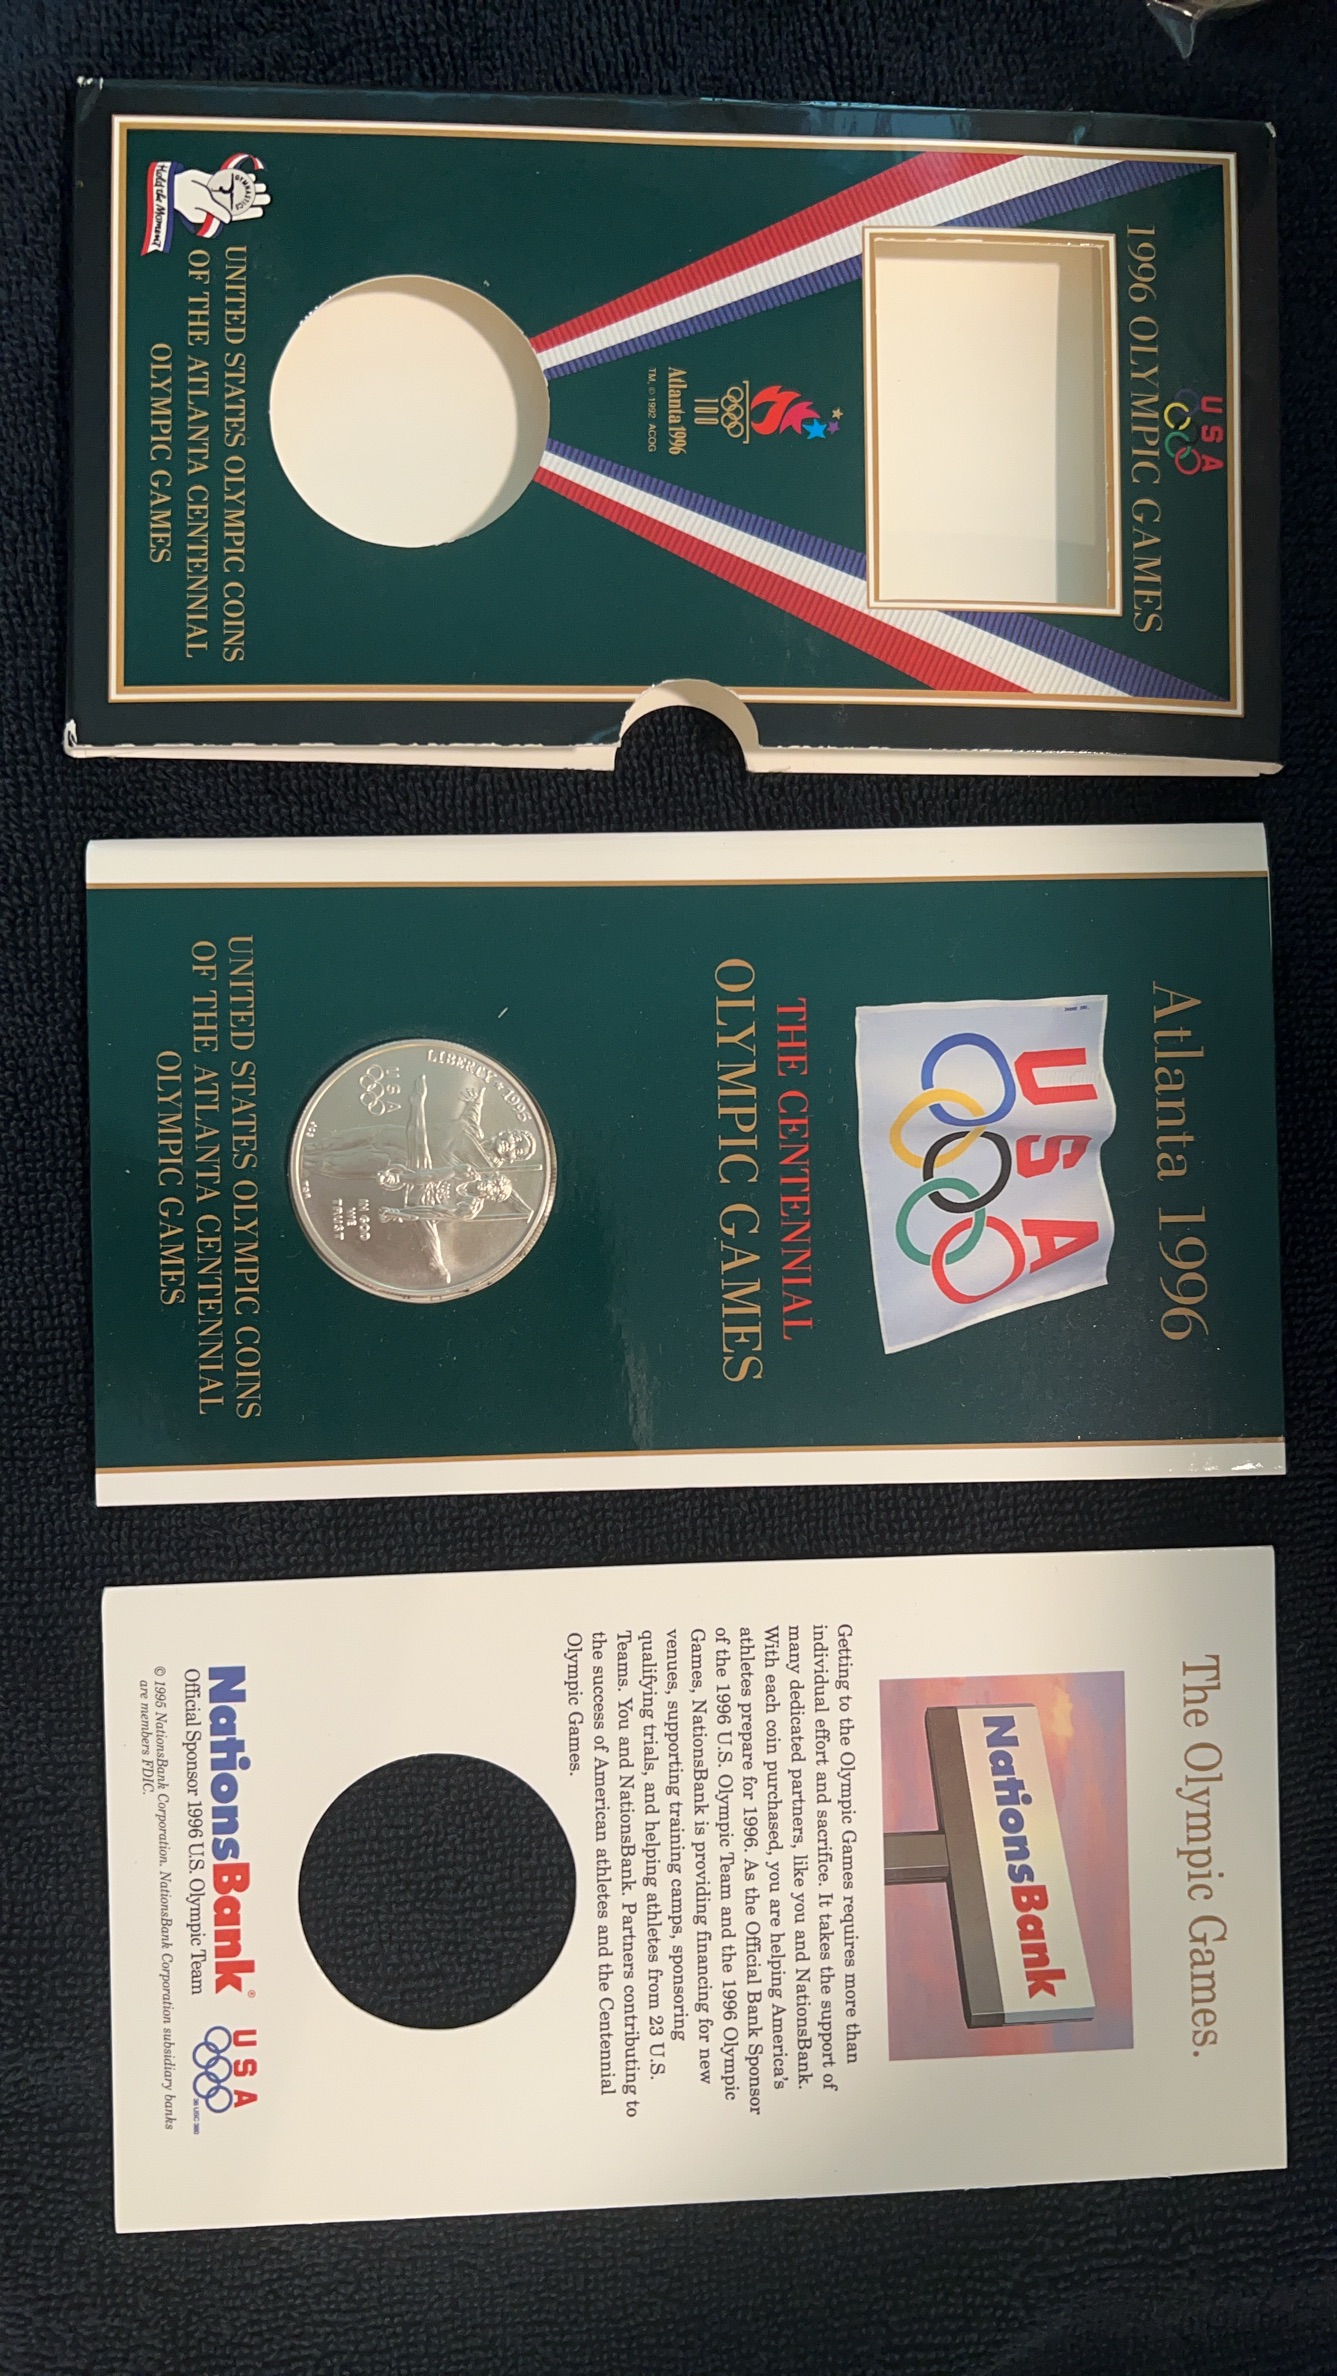 USA
1996 OLYMPIC GAMES
Atlanta 1996
TM, © 1992 ACOG
UNITED STATES OLYMPIC COINS
OF THE ATLANTA CENTENNIAL
OLYMPIC GAMES
GYMNASTICS
Hold the Moment
Atlanta 1996
USA
THE CENTENNIAL
OLYMPIC GAMES
LIBERTY 1995
USA
IN GOD
WE
TRUST
UNITED STATES OLYMPIC COINS
OF THE ATLANTA CENTENNIAL
OLYMPIC GAMES
The Olympic Games.
NationsBank
Getting to the Olympic Games requires more than
individual effort and sacrifice. It takes the support of
many dedicated partners, like you and NationsBank.
With each coin purchased, you are helping America's
athletes prepare for 1996. As the Official Bank Sponsor
of the 1996 U.S. Olympic Team and the 1996 Olympic
Games, NationsBank is providing financing for new
venues, supporting training camps, sponsoring
qualifying trials, and helping athletes from 23 U.S.
Teams. You and NationsBank. Partners contributing to
the success of American athletes and the Centennial
Olympic Games.
NationsBank®
Official Sponsor 1996 U.S. Olympic Team
USA
36 USC 380
© 1995 NationsBank Corporation. NationsBank Corporation subsidiary banks
are members FDIC.